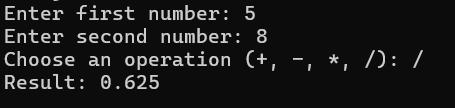 Enter first number: 5
Enter second number: 8
Choose an operation (+, -, *, /): /
Result: 0.625